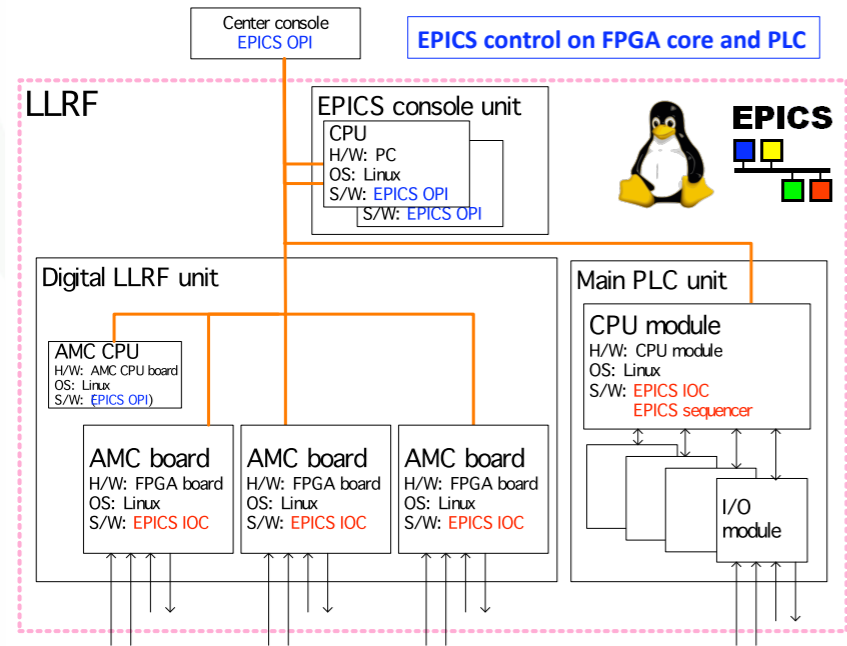 Center console
EPICS OPI
EPICS control on FPGA core and PLC
LLRF
EPICS console unit
CPU
H/W: PC
OS: Linux
S/W: EPICS OPI
S/W: EPICS OPI
EPICS
Digital LLRF unit
AMC CPU
H/W: AMC CPU board
OS: Linux
S/W: (EPICS OPI)
AMC board
H/W: FPGA board
OS: Linux
S/W: EPICS IOC
AMC board
H/W: FPGA board
OS: Linux
S/W: EPICS IOC
AMC board
H/W: FPGA board
OS: Linux
S/W: EPICS IOC
Main PLC unit
CPU module
H/W: CPU module
OS: Linux
S/W: EPICS IOC
EPICS sequencer
I/O
module